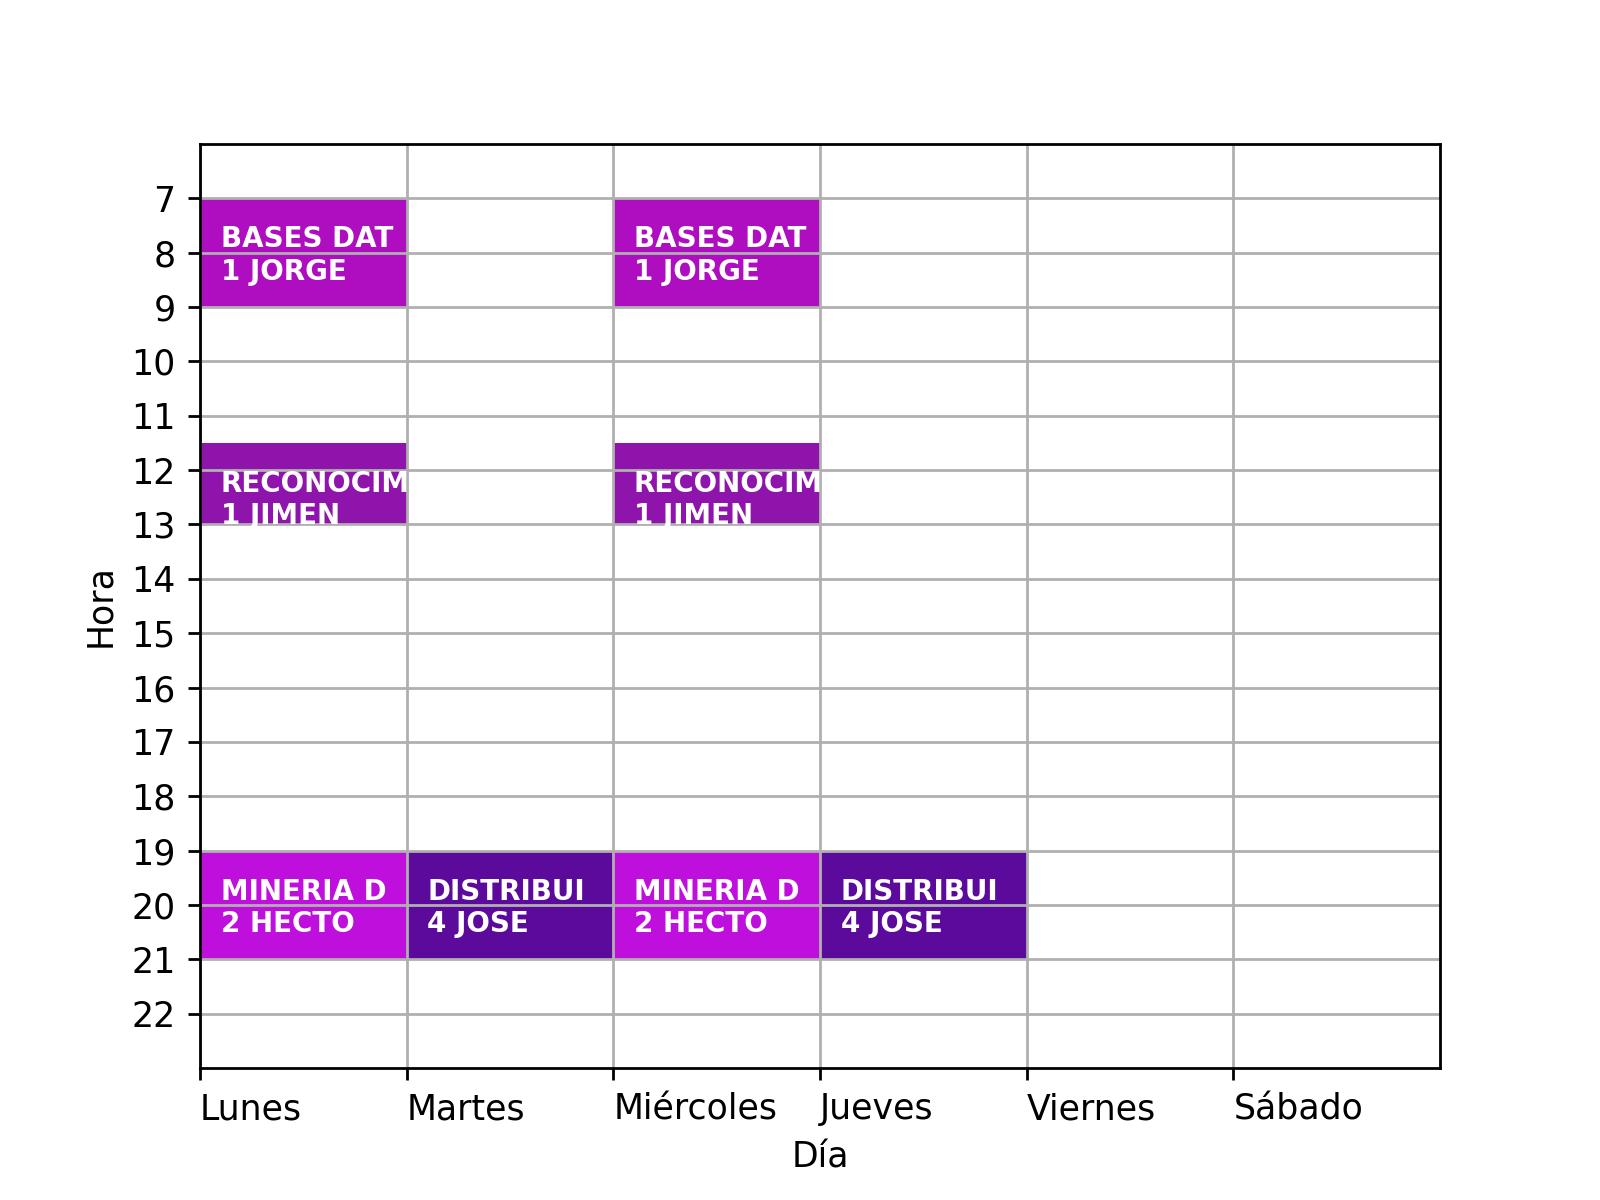 7
BASES DAT BASES DAT
8
1 JORGE 1 JORGE
9
10
11
12
RECONOCIM RECONOCIM
1 JIMEN 1 JIMEN
13
14
Hora
15
16
17
18
19
MINERIA D DISTRIBUI MINERIA D DISTRIBUI
20
2 HECTO 4 JOSE 2 HECTO 4 JOSE
21
22
Lunes Martes Miércoles Jueves Viernes Sábado
Día